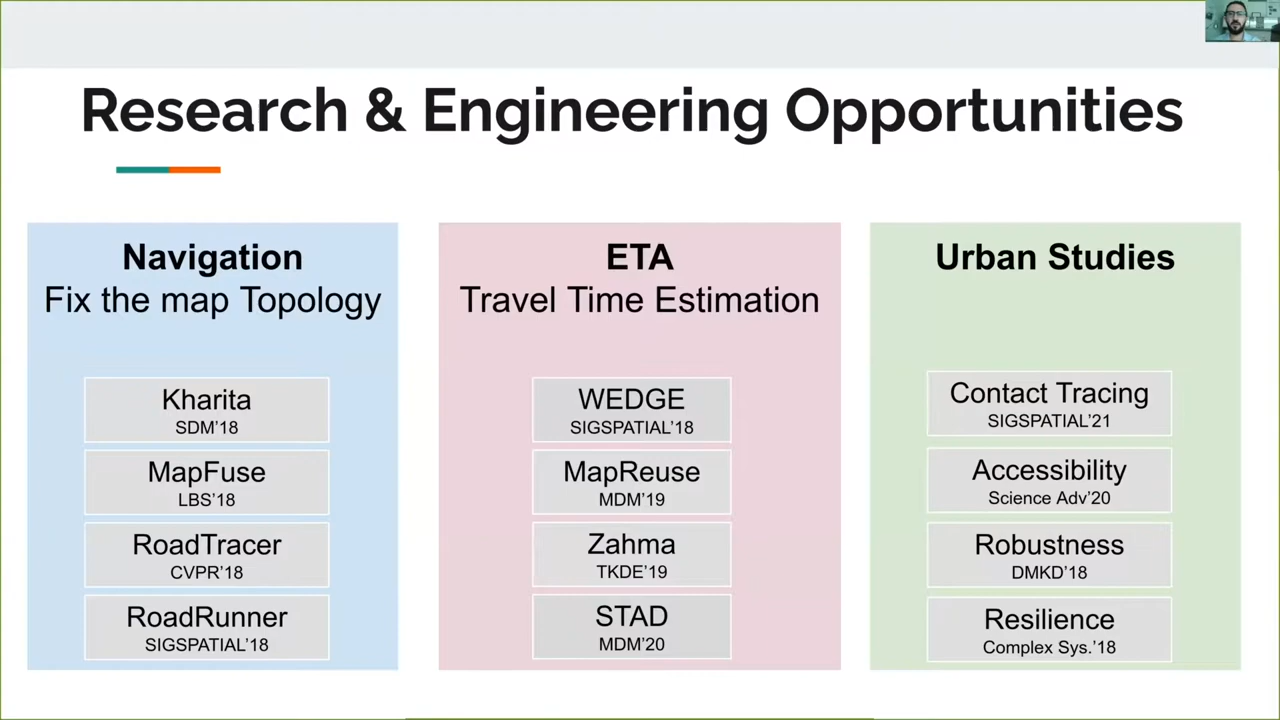 Research & Engineering Opportunities
Navigation
Fix the map Topology
Kharita
SDM'18
MapFuse
LBS'18
RoadTracer
CVPR'18
RoadRunner
SIGSPATIAL'18
ETA
Travel Time Estimation
WEDGE
SIGSPATIAL'18
MapReuse
MDM'19
Zahma
TKDE'19
STAD
MDM'20
Urban Studies
Contact Tracing
SIGSPATIAL'21
Accessibility
Science Adv'20
Robustness
DMKD'18
Resilience
Complex Sys.'18